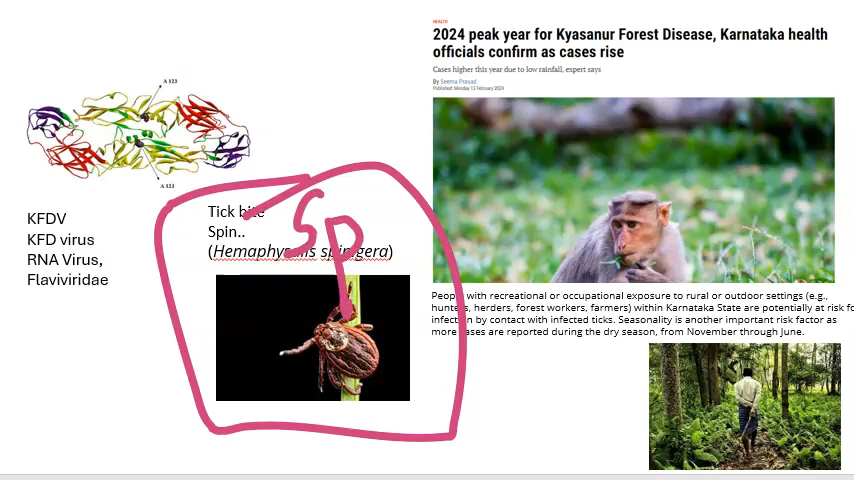 HEALTH
2024 peak year for Kyasanur Forest Disease, Karnataka health
officials confirm as cases rise
Cases higher this year due to low rainfall, expert says
By Seema Prasad
Published: Monday 12 February 2024
A 123
A 123
KFDV
KFD virus
RNA Virus,
Flaviviridae
Tick bite
Spin..
(Hemaphysalis spinigera)
SP
People with recreational or occupational exposure to rural or outdoor settings (e.g.,
hunters, herders, forest workers, farmers) within Karnataka State are potentially at risk fo
infection by contact with infected ticks. Seasonality is another important risk factor as
more cases are reported during the dry season, from November through June.